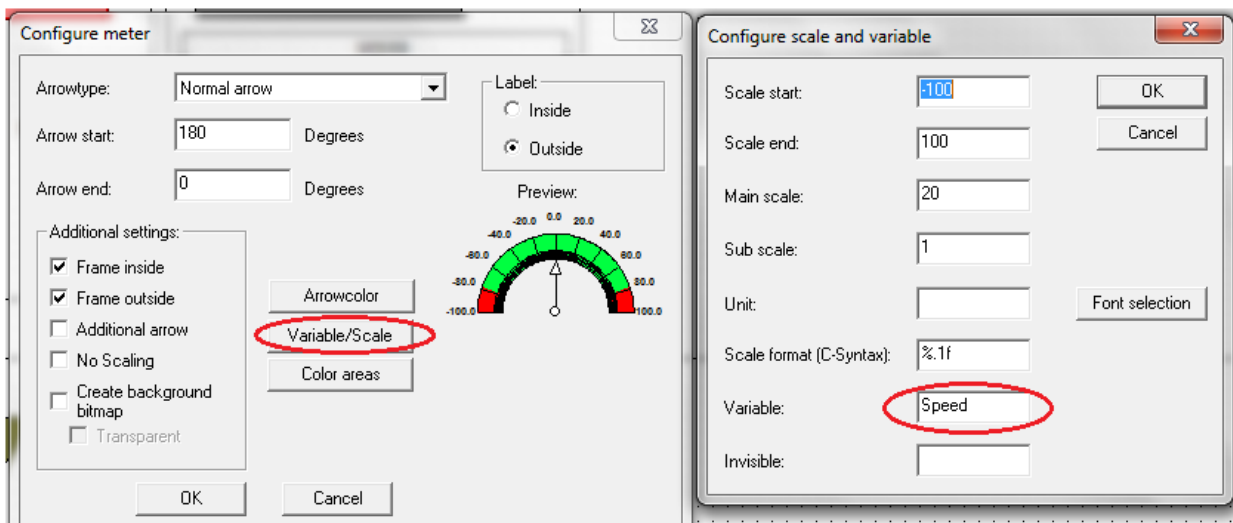 Configure meter
Arrowtype: Normal arrow
Arrow start: 180 Degrees
Arrow end: 0 Degrees
Label:
Inside
Outside
Preview:
-100.0 -80.0 -60.0 -40.0 -20.0 0.0 20.0 40.0 60.0 80.0 100.0
Additional settings:
Frame inside
Frame outside
Additional arrow
No Scaling
Create background
bitmap
Transparent
Arrowcolor
Variable/Scale
Color areas
OK Cancel
Configure scale and variable
Scale start: -100
Scale end: 100
Main scale: 20
Sub scale: 1
Unit:
Scale format (C-Syntax): %.1f
Variable: Speed
Invisible:
OK
Cancel
Font selection